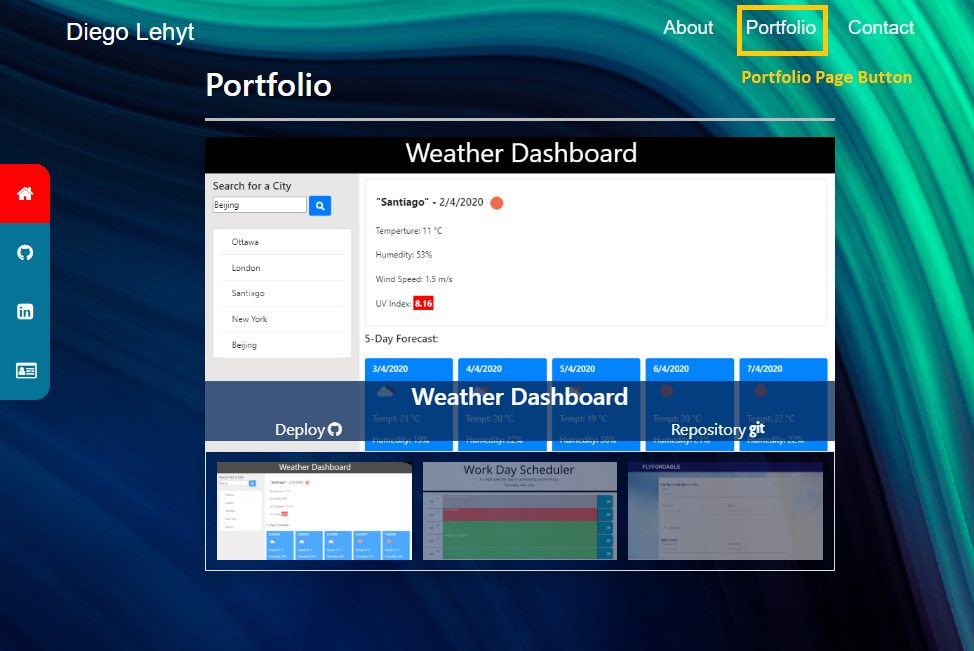 Diego Lehyt
About Portfolio Contact
Portfolio Page Button
Portfolio
Weather Dashboard
Search for a City
Beijing
Ottawa
London
Santiago
New York
Beijing
"Santiago" - 2/4/2020
Temperture: 11 °C
Humedity: 53%
Wind Speed: 1.5 m/s
UV Index: 8.16
5-Day Forecast:
3/4/2020 4/4/2020 5/4/2020 6/4/2020 7/4/2020
Tempt: 21 °C Tempt: 20 °C Tempt: 19 °C Tempt: 20 °C Tempt: 22 °C
Humedity: 19% Humedity: 22% Humedity: 36% Humedity: 21% Humedity: 22%
Weather Dashboard
Deploy Repository git
Weather Dashboard
Work Day Scheduler
FLYFORDABLE